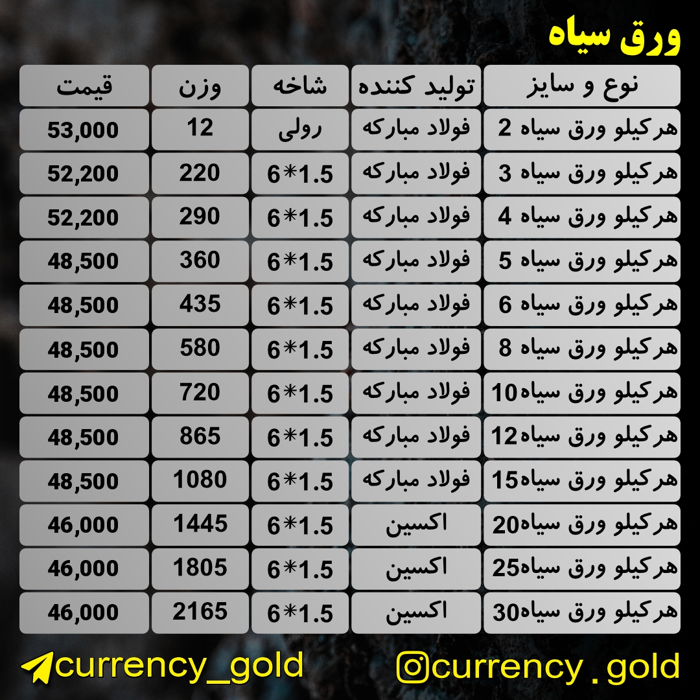 ورق سیاه
نوع و سایز تولید کننده شاخه وزن قیمت
هرکیلو ورق سیاه 2 فولاد مبارکه رولی 12 53,000
هرکیلو ورق سیاه 3 فولاد مبارکه 6*1.5 220 52,200
هرکیلو ورق سیاه 4 فولاد مبارکه 6*1.5 290 52,200
هرکیلو ورق سیاه 5 فولاد مبارکه 6*1.5 360 48,500
هرکیلو ورق سیاه 6 فولاد مبارکه 6*1.5 435 48,500
هرکیلو ورق سیاه 8 فولاد مبارکه 6*1.5 580 48,500
هرکیلو ورق سیاه10 فولاد مبارکه 6*1.5 720 48,500
هرکیلو ورق سیاه12 فولاد مبارکه 6*1.5 865 48,500
هرکیلو ورق سیاه15 فولاد مبارکه 6*1.5 1080 48,500
هرکیلو ورق سیاه20 اکسین 6*1.5 1445 46,000
هرکیلو ورق سیاه25 اکسین 6*1.5 1805 46,000
هرکیلو ورق سیاه30 اکسین 6*1.5 2165 46,000
currency_gold currency.gold